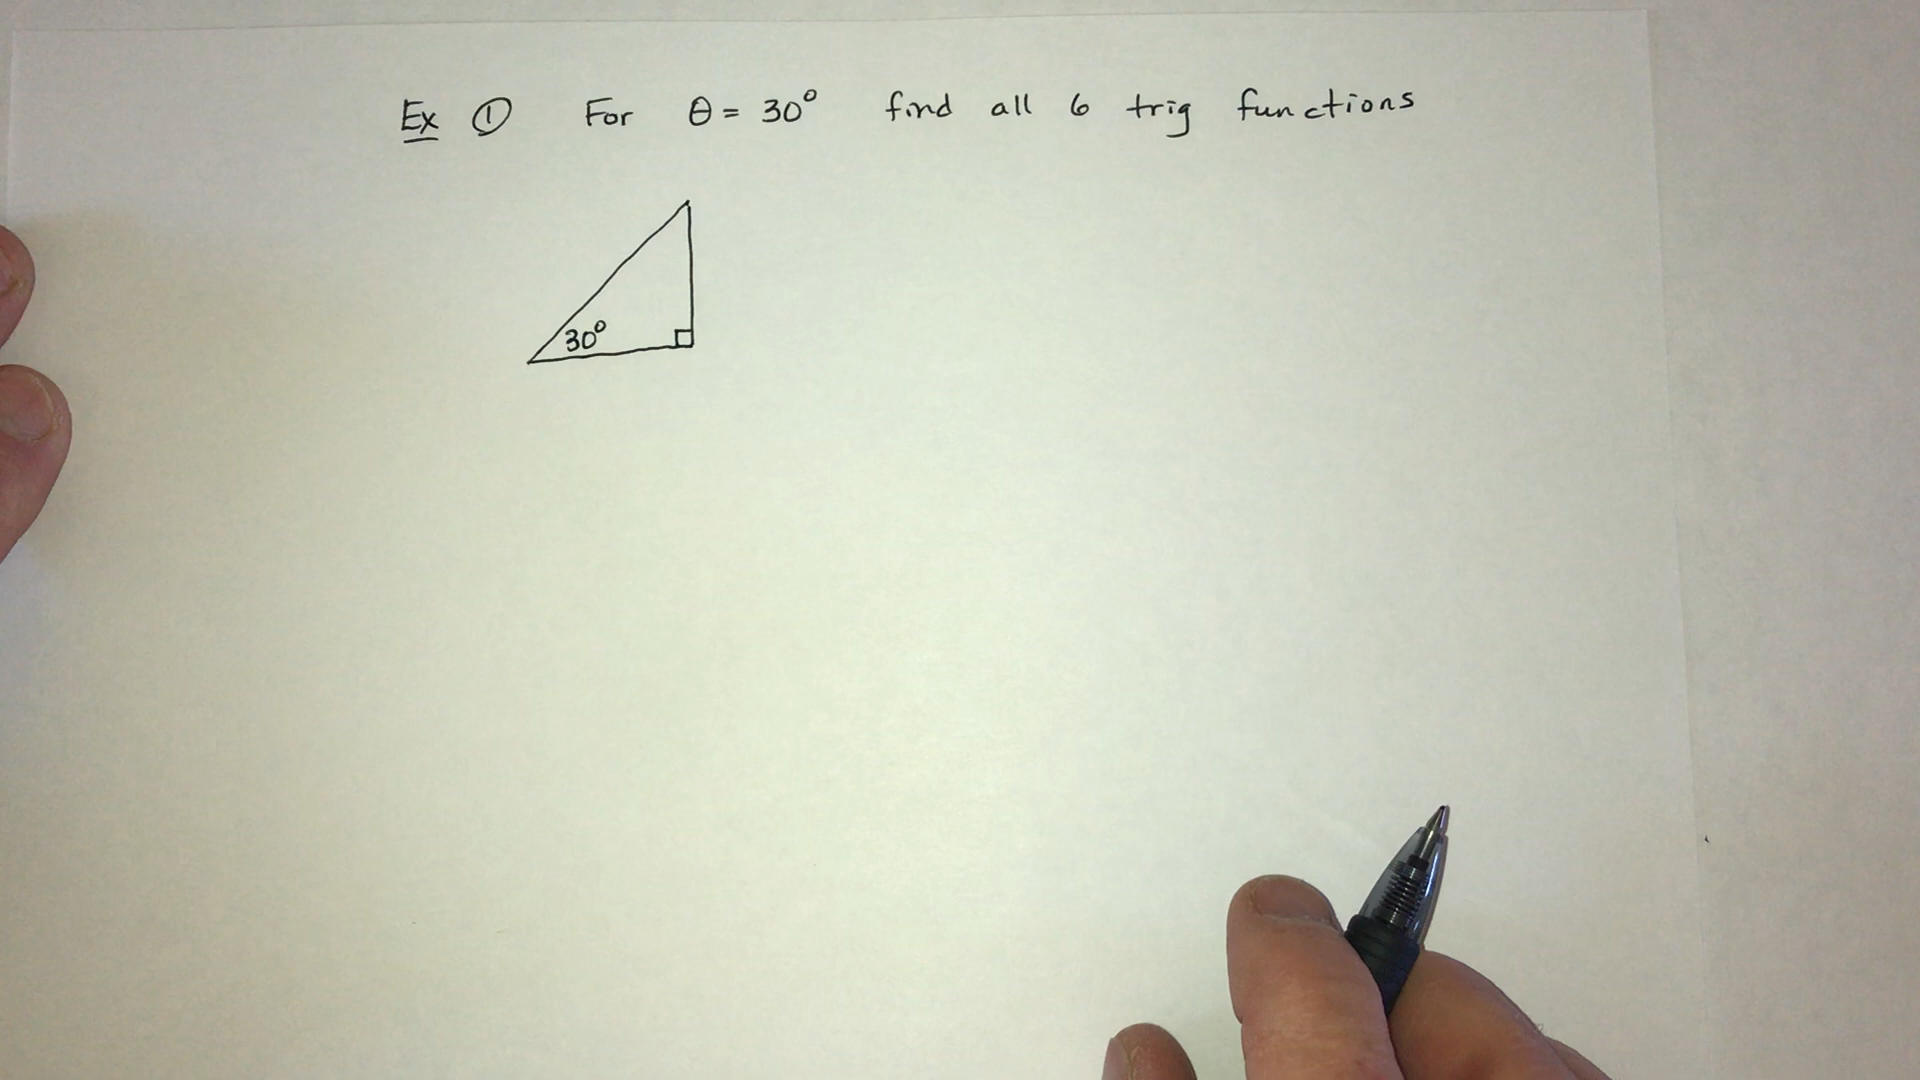 Ex ① For θ = 30° find all 6 trig functions
30°